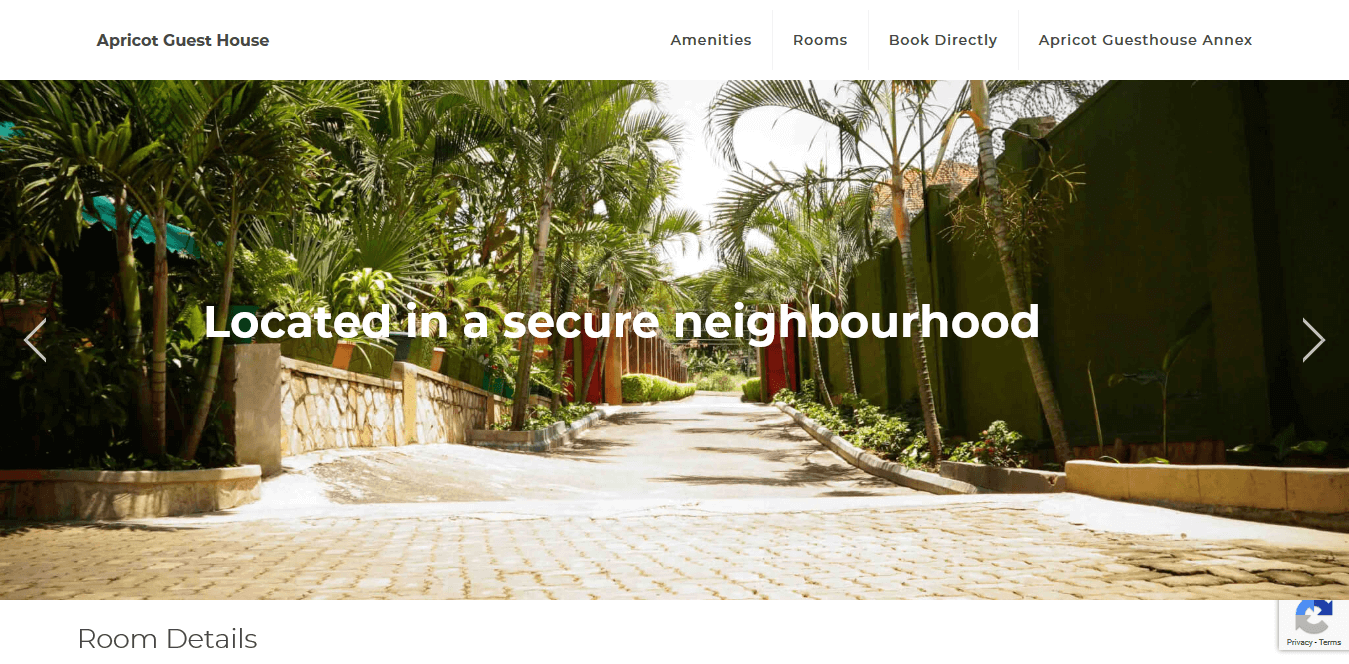 Apricot Guest House
Amenities
Rooms
Book Directly
Apricot Guesthouse Annex
Located in a secure neighbourhood
Room Details
Privacy - Terms